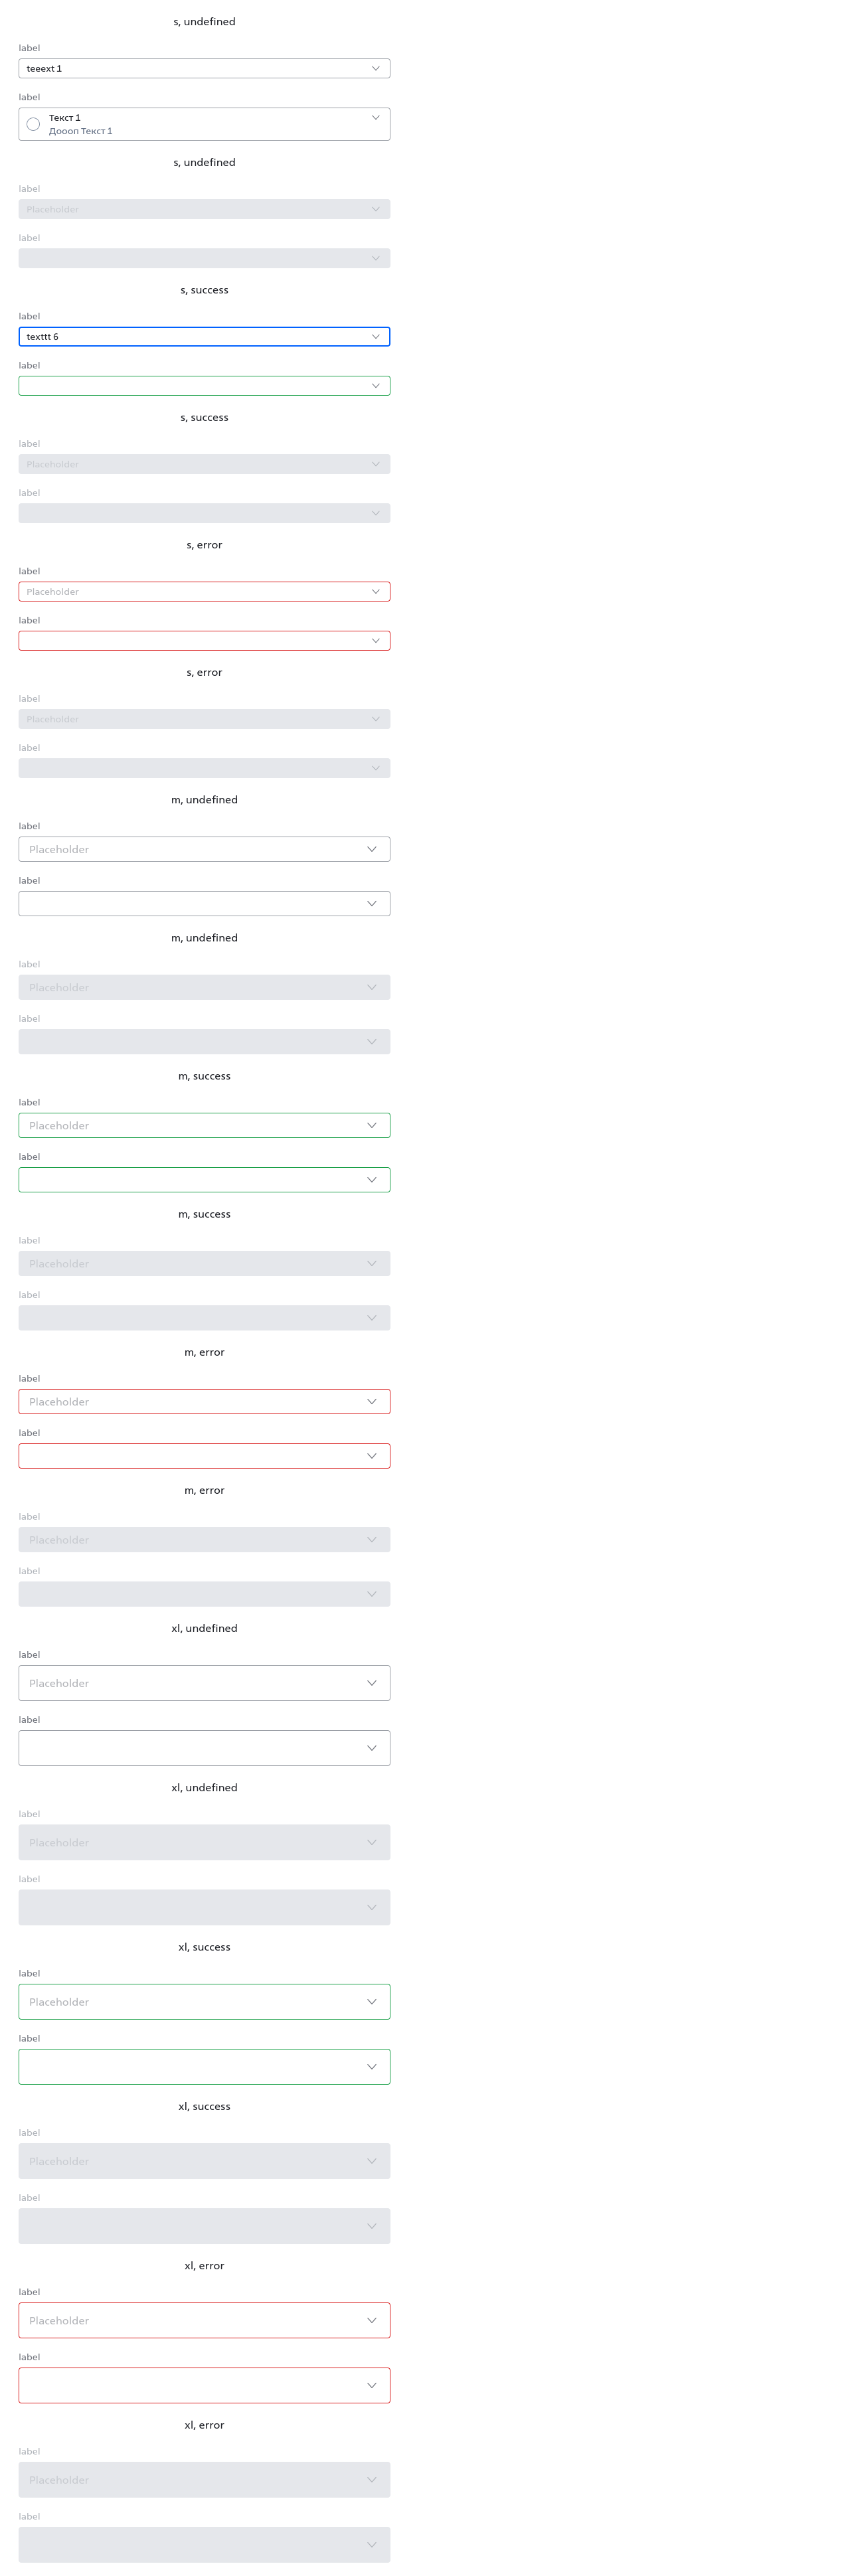 s, undefined
label
teeext 1
label
Текст 1
Доооп Текст 1
s, undefined
label
Placeholder
label
s, success
label
texttt 6
label
s, success
label
Placeholder
label
s, error
label
Placeholder
label
s, error
label
Placeholder
label
m, undefined
label
Placeholder
label
m, undefined
label
Placeholder
label
m, success
label
Placeholder
label
m, success
label
Placeholder
label
m, error
label
Placeholder
label
m, error
label
Placeholder
label
xl, undefined
label
Placeholder
label
xl, undefined
label
Placeholder
label
xl, success
label
Placeholder
label
xl, success
label
Placeholder
label
xl, error
label
Placeholder
label
xl, error
label
Placeholder
label